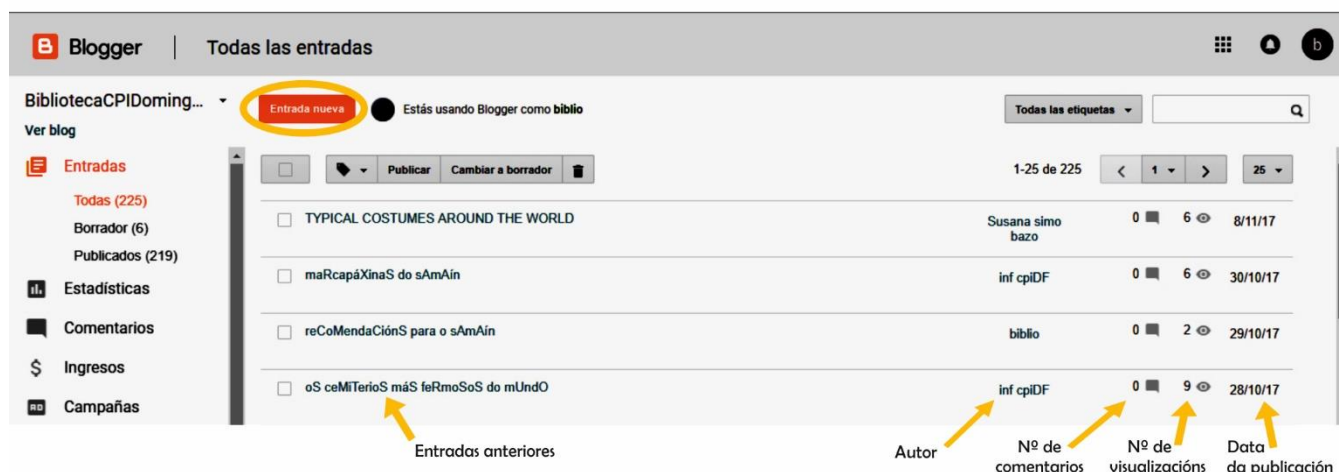 Blogger | Todas las entradas b
BibliotecaCPIDoming...
Ver blog
Entrada nueva Estás usando Blogger como biblio Todas las etiquetas
Entradas
Todas (225)
Borrador (6)
Publicados (219)
Estadísticas
Comentarios
Ingresos
Campañas
Publicar Cambiar a borrador 1-25 de 225 1 25
TYPICAL COSTUMES AROUND THE WORLD Susana simo bazo 0 6 8/11/17
maRcapáXinaS do sAmAín inf cpiDF 0 6 30/10/17
reCoMendaCiónS para o sAmAín biblio 0 2 29/10/17
oS ceMiTerioS máS feRmoSoS do mUndO inf cpiDF 0 9 28/10/17
Entradas anteriores
Autor
Nº de
comentarios
Nº de
visualizacións
Data
da publicación